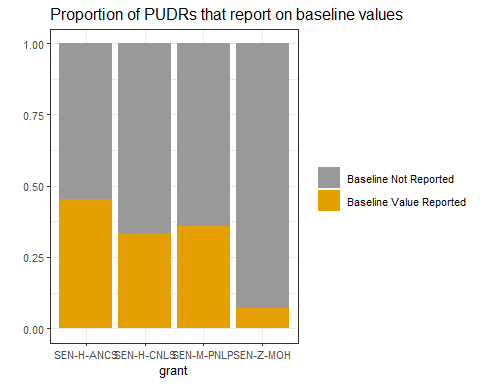 Proportion of PUDRs that report on baseline values
1.00
0.75
0.50
0.25
0.00
SEN-H-ANCS SEN-H-CNLS SEN-M-PNLP SEN-Z-MOH
grant
Baseline Not Reported
Baseline Value Reported